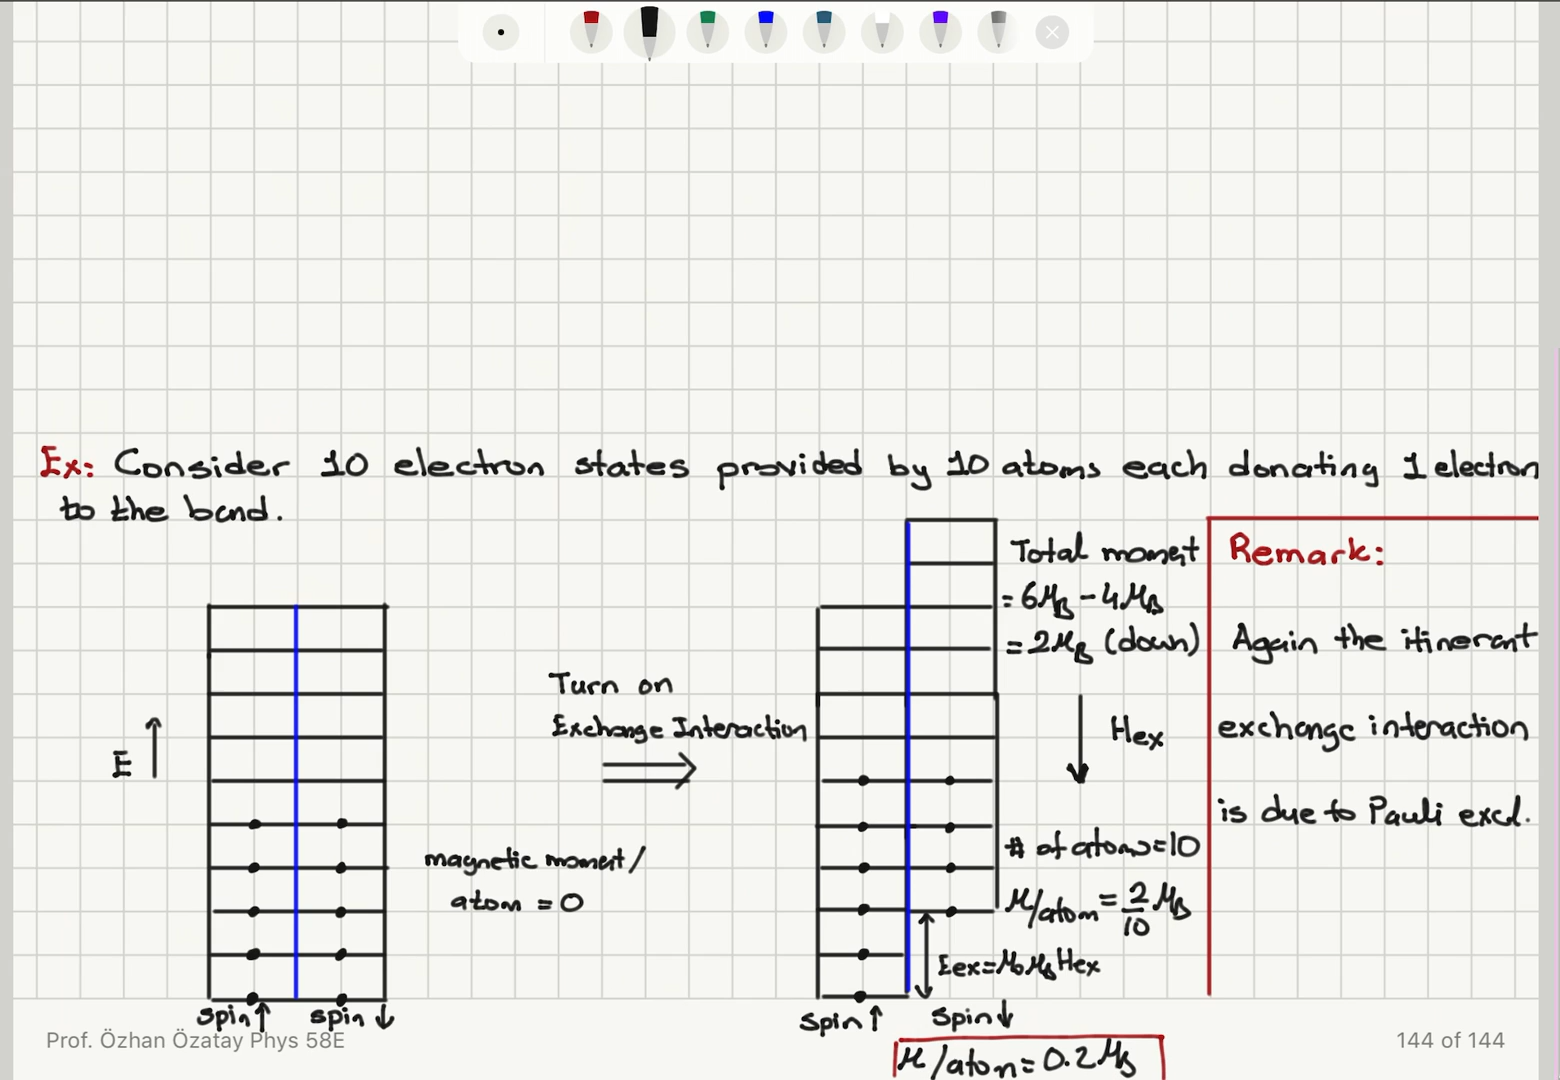 Ex: Consider 10 electron states provided by 10 atoms each donating 1 electron
to the band.
E
spin↑ spin↓
magnetic moment/
atom = 0
Turn on
Exchange Interaction
Total moment
= 6μB - 4μB
= 2μB (down)
Hex
# of atoms=10
μ/atom = 2/10 μB
Eex=μ0μBHex
spin↑ spin↓
μ/atom = 0.2μB
Remark:
Again the itinerant
exchange interaction
is due to Pauli excl.
Prof. Özhan Özatay Phys 58E
144 of 144